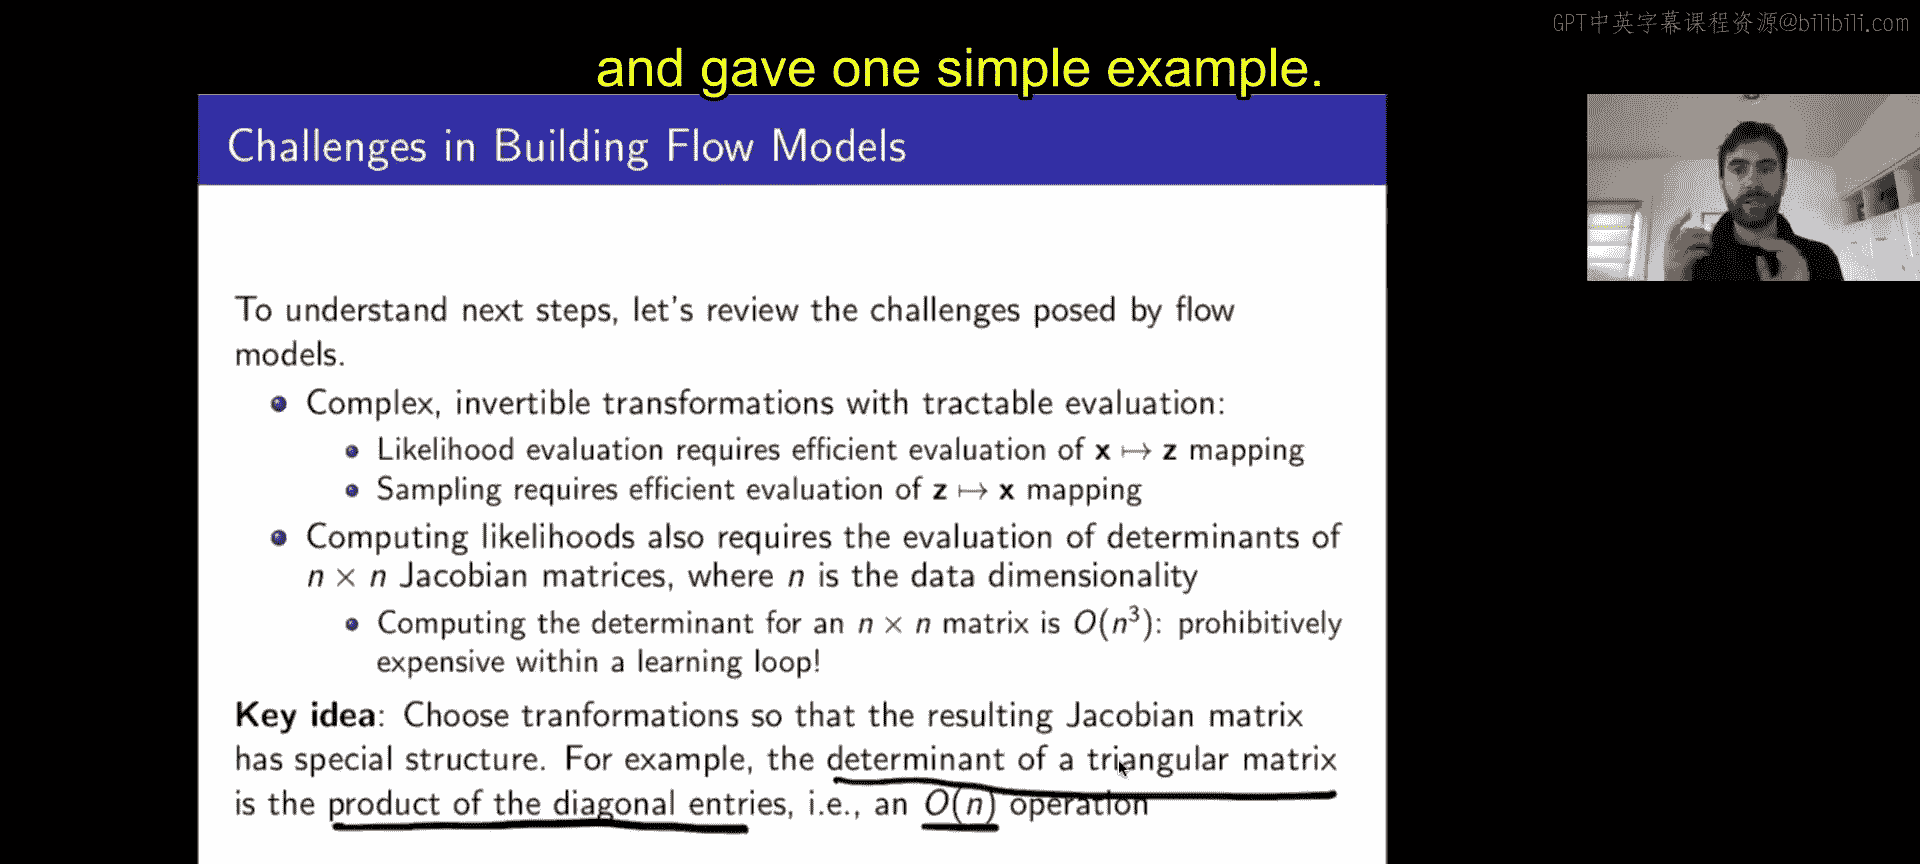 GPT中英字幕课程资源@bilibili.com
and gave one simple example.
Challenges in Building Flow Models
To understand next steps, let's review the challenges posed by flow
models.
Complex, invertible transformations with tractable evaluation:
Likelihood evaluation requires efficient evaluation of x ↦ z mapping
Sampling requires efficient evaluation of z ↦ x mapping
Computing likelihoods also requires the evaluation of determinants of
n × n Jacobian matrices, where n is the data dimensionality
Computing the determinant for an n × n matrix is O(n³): prohibitively
expensive within a learning loop!
Key idea: Choose tranformations so that the resulting Jacobian matrix
has special structure. For example, the determinant of a triangular matrix
is the product of the diagonal entries, i.e., an O(n) operation